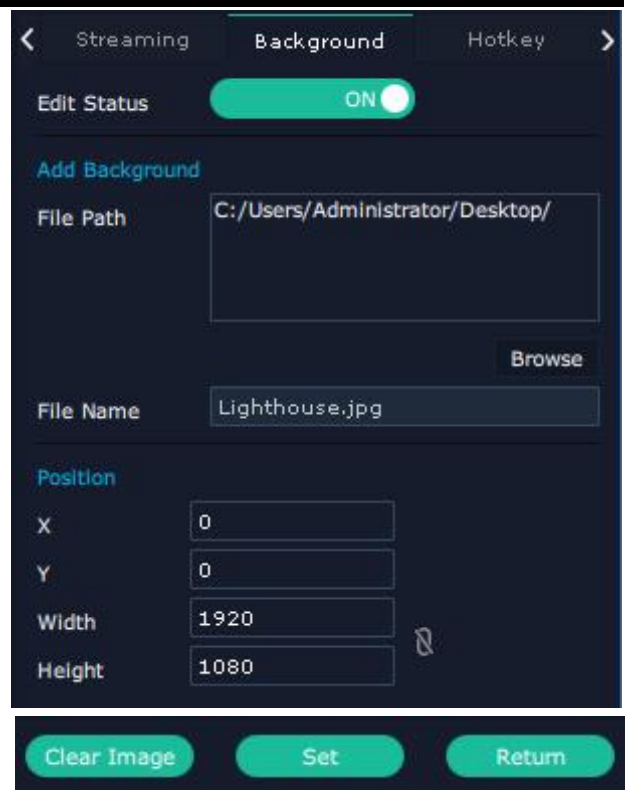 Streaming Background Hotkey
Edit Status ON
Add Background
File Path C:/Users/Administrator/Desktop/
Browse
File Name Lighthouse.jpg
Position
X 0
Y 0
Width 1920
Height 1080
Clear Image Set Return